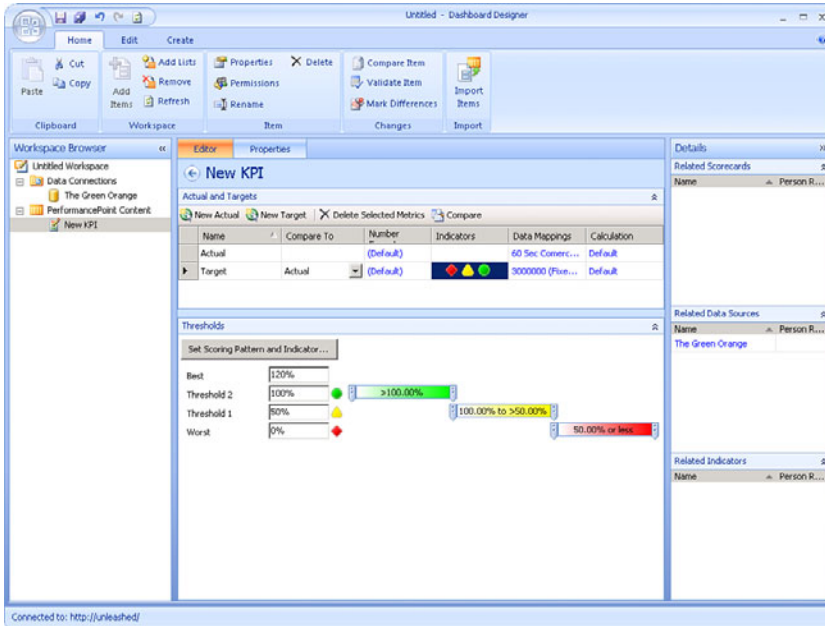 Untitled - Dashboard Designer
Home Edit Create
Paste
Cut
Copy
Clipboard
Add Items
Add Lists
Remove
Refresh
Workspace
Properties
Delete
Permissions
Rename
Item
Compare Item
Validate Item
Mark Differences
Changes
Import Items
Import
Workspace Browser
Untitled Workspace
Data Connections
The Green Orange
PerformancePoint Content
New KPI
Editor Properties
New KPI
Actual and Targets
New Actual New Target Delete Selected Metrics Compare
Name Compare To Number Indicators Data Mappings Calculation
Actual (Default) 60 Sec Comerc... Default
Target Actual (Default) 3000000 (Fixe... Default
Thresholds
Set Scoring Pattern and Indicator...
Best 120%
Threshold 2 100% >100.00%
Threshold 1 50% 100.00% to >50.00%
Worst 0% 50.00% or less
Details
Related Scorecards
Name Person R...
Related Data Sources
Name Person R...
The Green Orange
Related Indicators
Name Person R...
Connected to: http://unleashed/